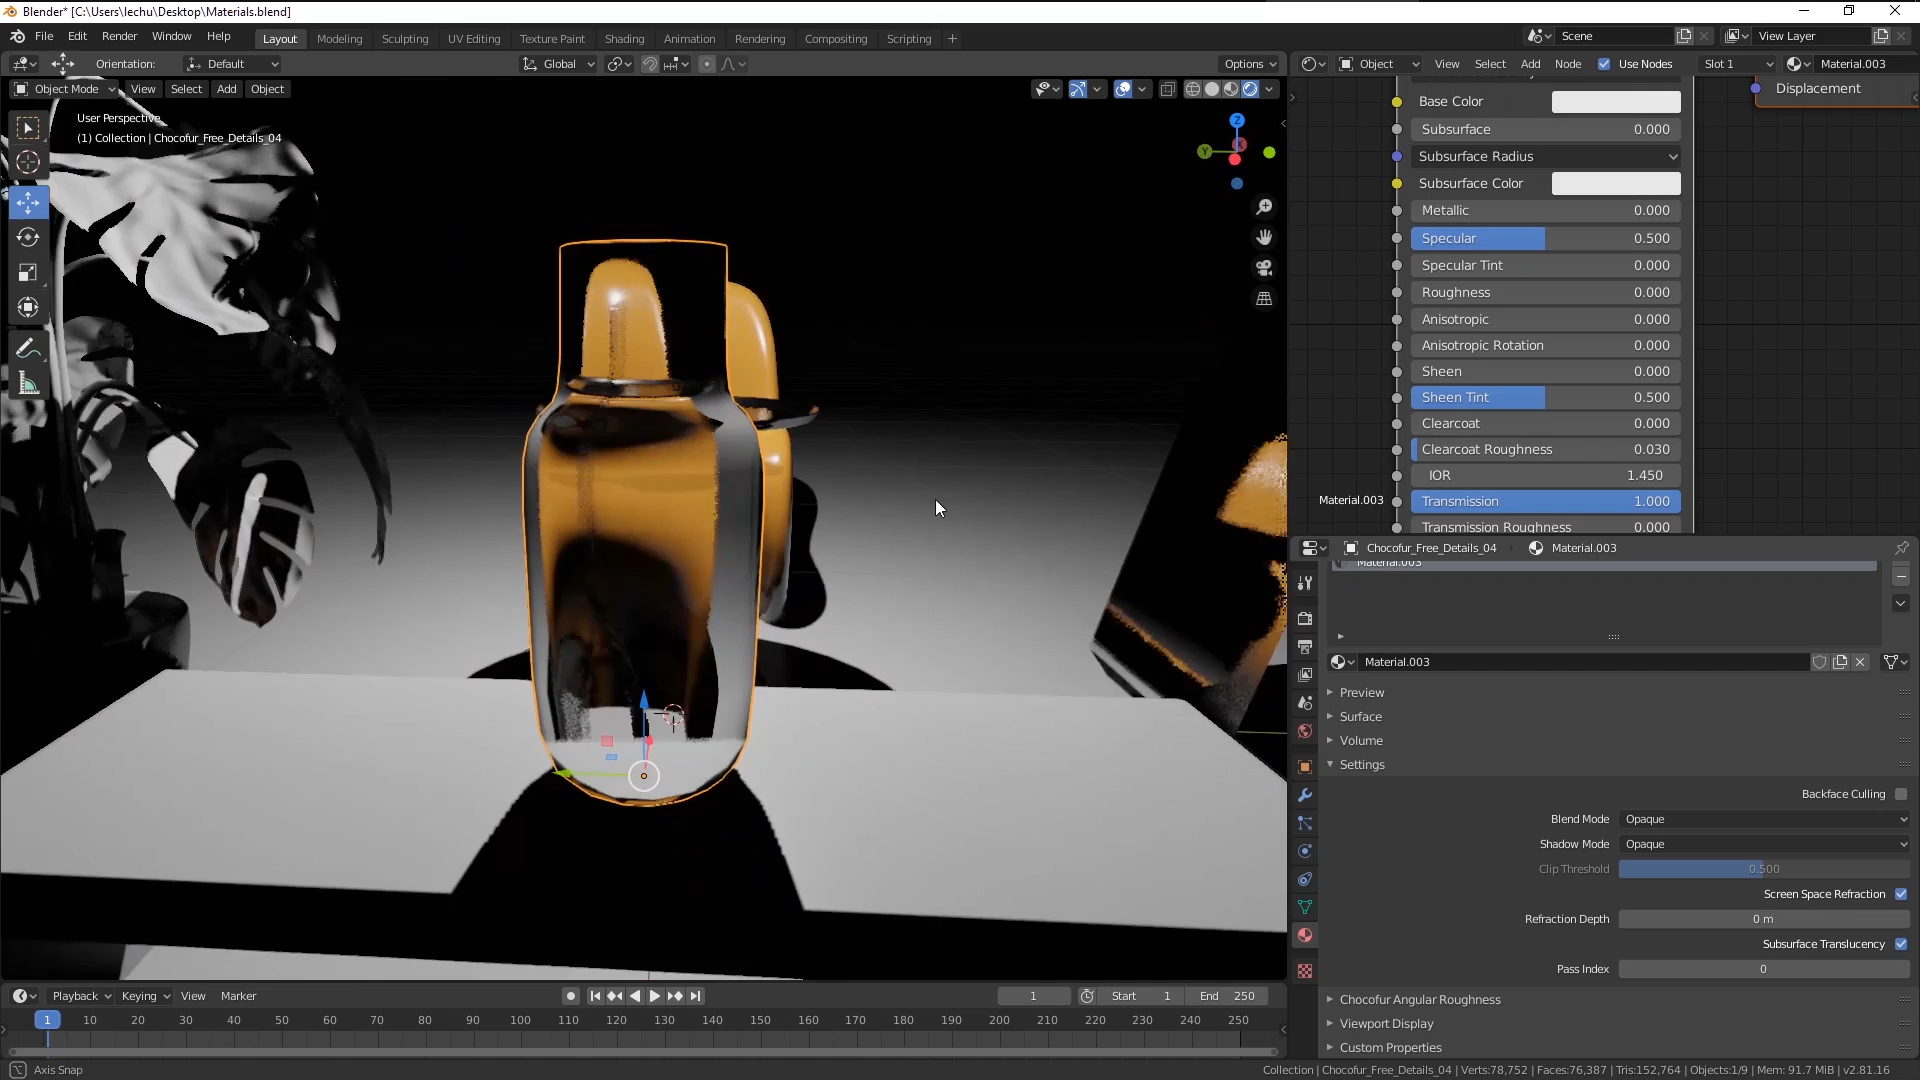 Blender* [C:\Users\lechu\Desktop\Materials.blend]
File Edit Render Window Help Layout Modeling Sculpting UV Editing Texture Paint Shading Animation Rendering Compositing Scripting + Scene View Layer
Orientation: Default Global Options Object View Select Add Node Use Nodes Slot 1 Material.003
Object Mode View Select Add Object
User Perspective
(1) Collection | Chocofur_Free_Details_04
Z
Y
X
Displacement
Base Color
Subsurface 0.000
Subsurface Radius
Subsurface Color
Metallic 0.000
Specular 0.500
Specular Tint 0.000
Roughness 0.000
Anisotropic 0.000
Anisotropic Rotation 0.000
Sheen 0.000
Sheen Tint 0.500
Clearcoat 0.000
Clearcoat Roughness 0.030
IOR 1.450
Material.003
Transmission 1.000
Transmission Roughness 0.000
Chocofur_Free_Details_04 Material.003
Material.003
Material.003
Preview
Surface
Volume
Settings
Backface Culling
Blend Mode Opaque
Shadow Mode Opaque
Clip Threshold 0.500
Screen Space Refraction
Refraction Depth 0 m
Subsurface Translucency
Pass Index 0
Chocofur Angular Roughness
Viewport Display
Custom Properties
Playback Keying View Marker 1 Start 1 End 250
1 10 20 30 40 50 60 70 80 90 100 110 120 130 140 150 160 170 180 190 200 210 220 230 240 250
Axis Snap
Collection | Chocofur_Free_Details_04 | Verts:78,752 | Faces:76,387 | Tris:152,764 | Objects:1/9 | Mem: 91.7 MiB | v2.81.16